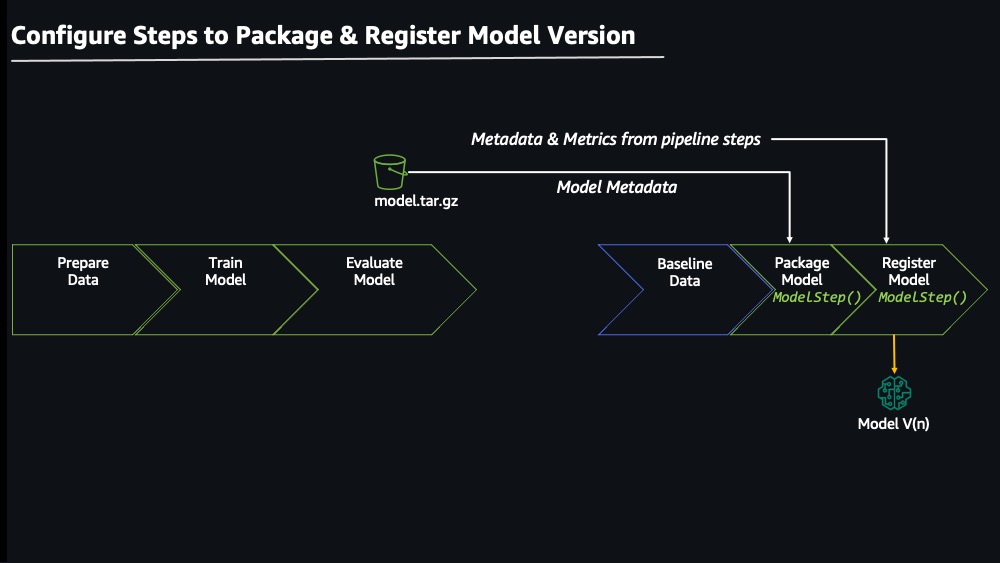 Configure Steps to Package & Register Model Version
Metadata & Metrics from pipeline steps
Model Metadata
model.tar.gz
Prepare
Data
Train
Model
Evaluate
Model
Baseline
Data
Package
Model
ModelStep()
Register
Model
ModelStep()
Model V(n)